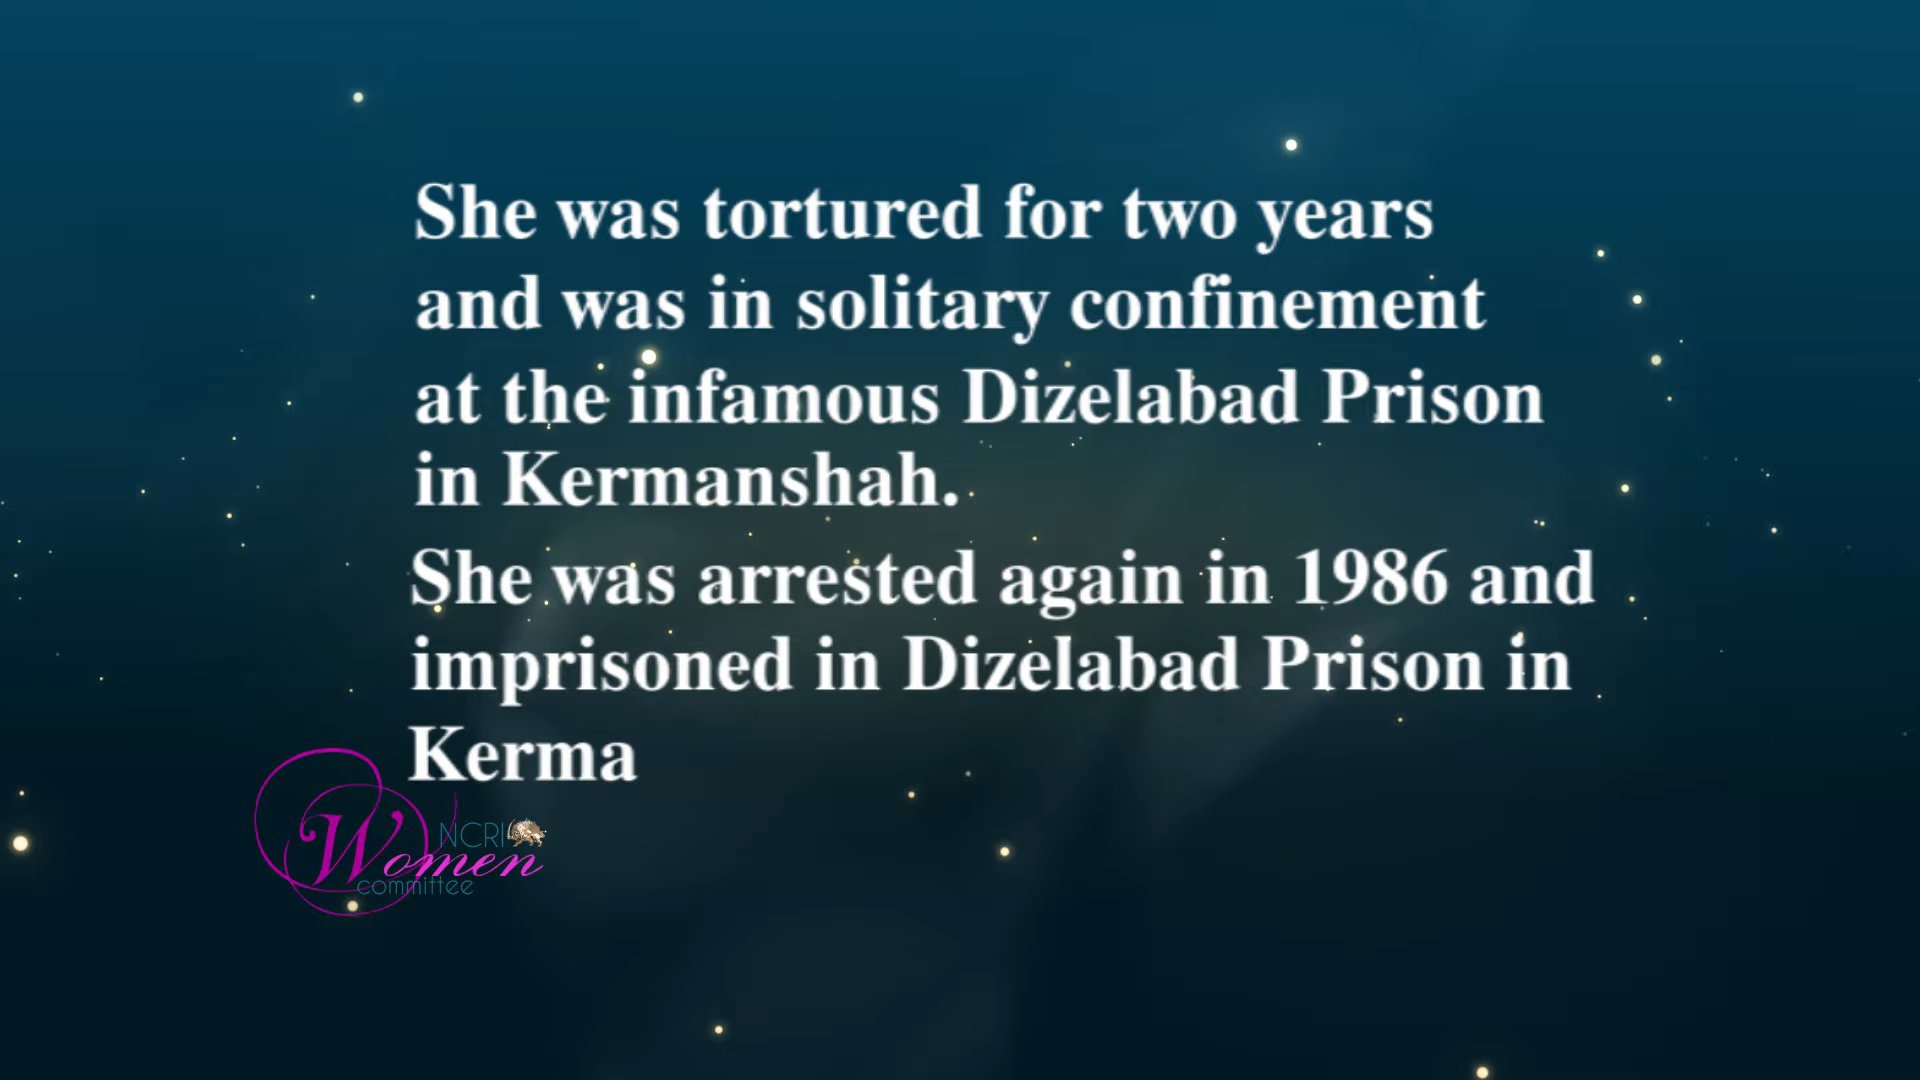 She was tortured for two years
and was in solitary confinement
at the infamous Dizelabad Prison
in Kermanshah.
She was arrested again in 1986 and
imprisoned in Dizelabad Prison in
Kerma
NCRI
Women
committee